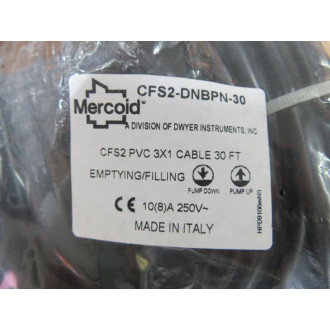 CFS2-DNBPN-30
Mercoid
A DIVISION OF DWYER INSTRUMENTS, INC
CFS2 PVC 3X1 CABLE 30 FT
EMPTYING/FILLING
PUMP DOWN PUMP UP
CE 10(8)A 250V~
MADE IN ITALY